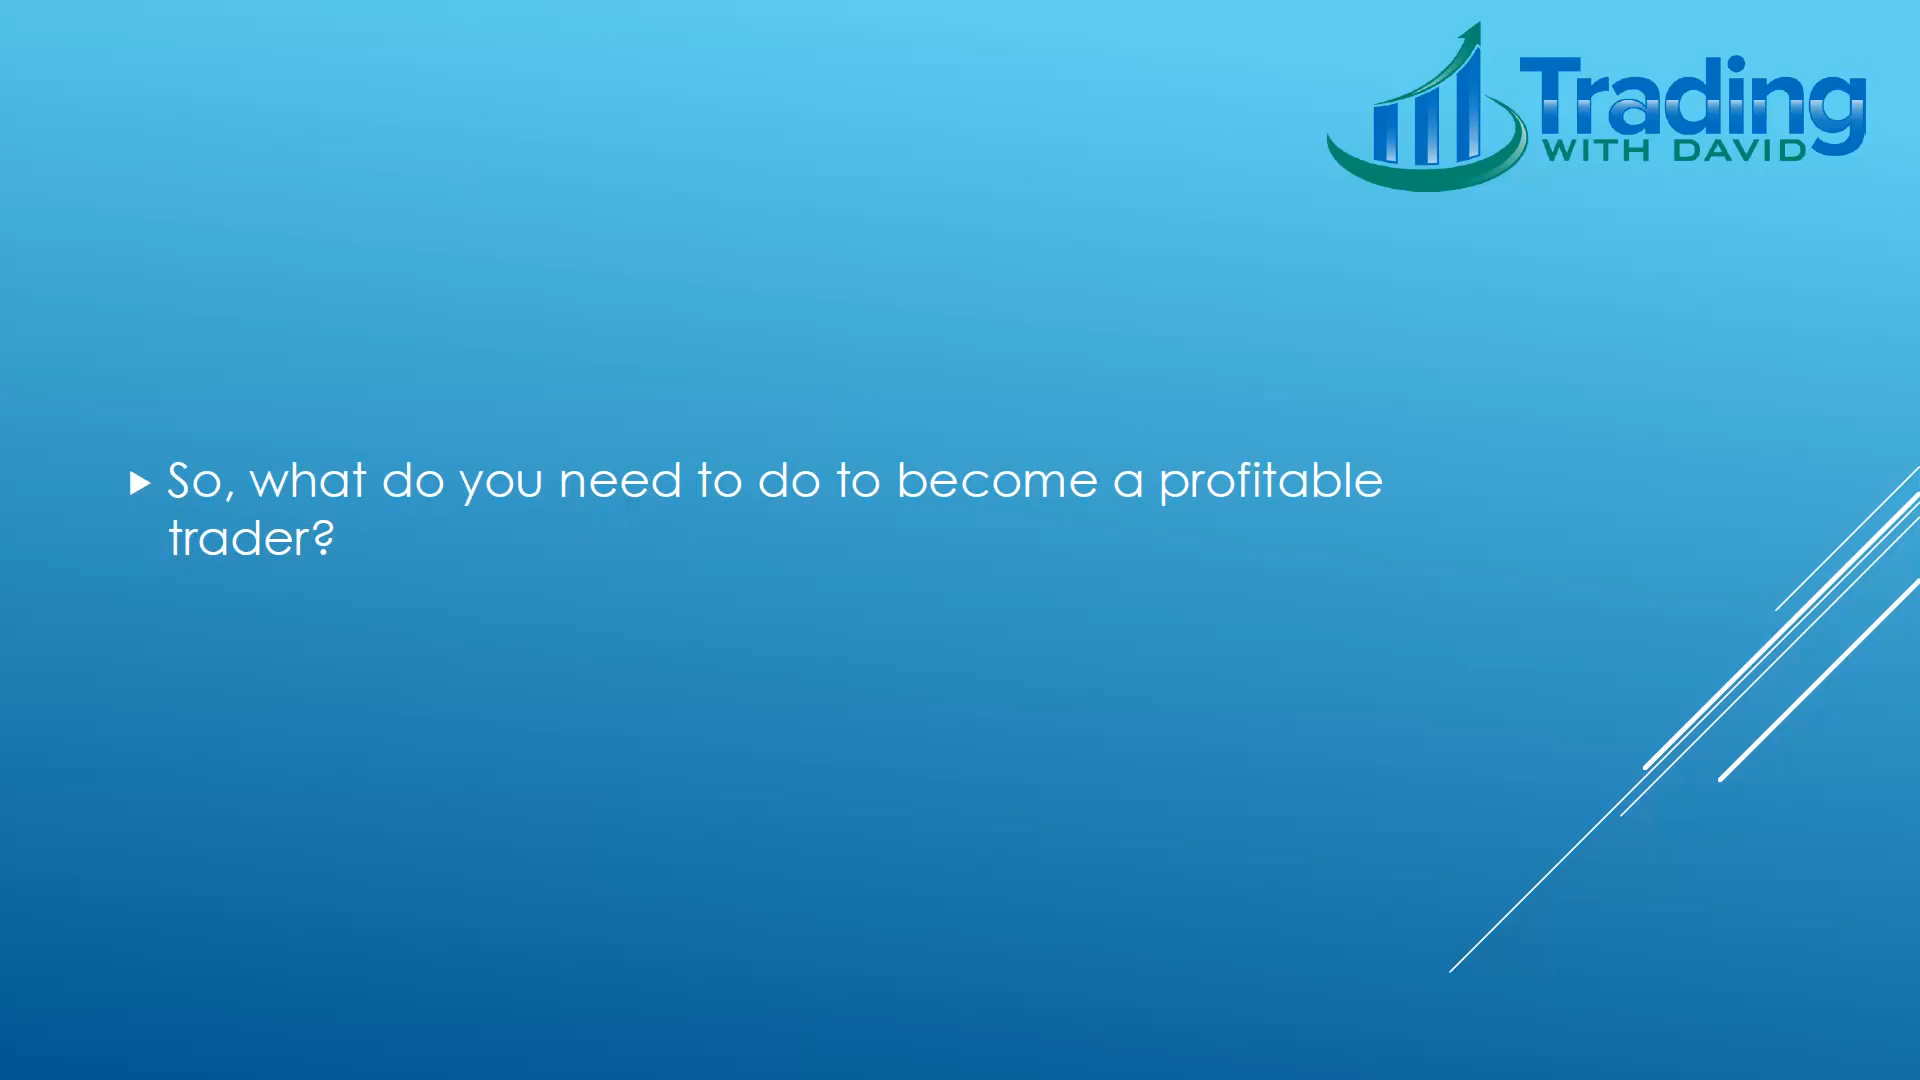 Trading
WITH DAVID
So, what do you need to do to become a profitable
trader?